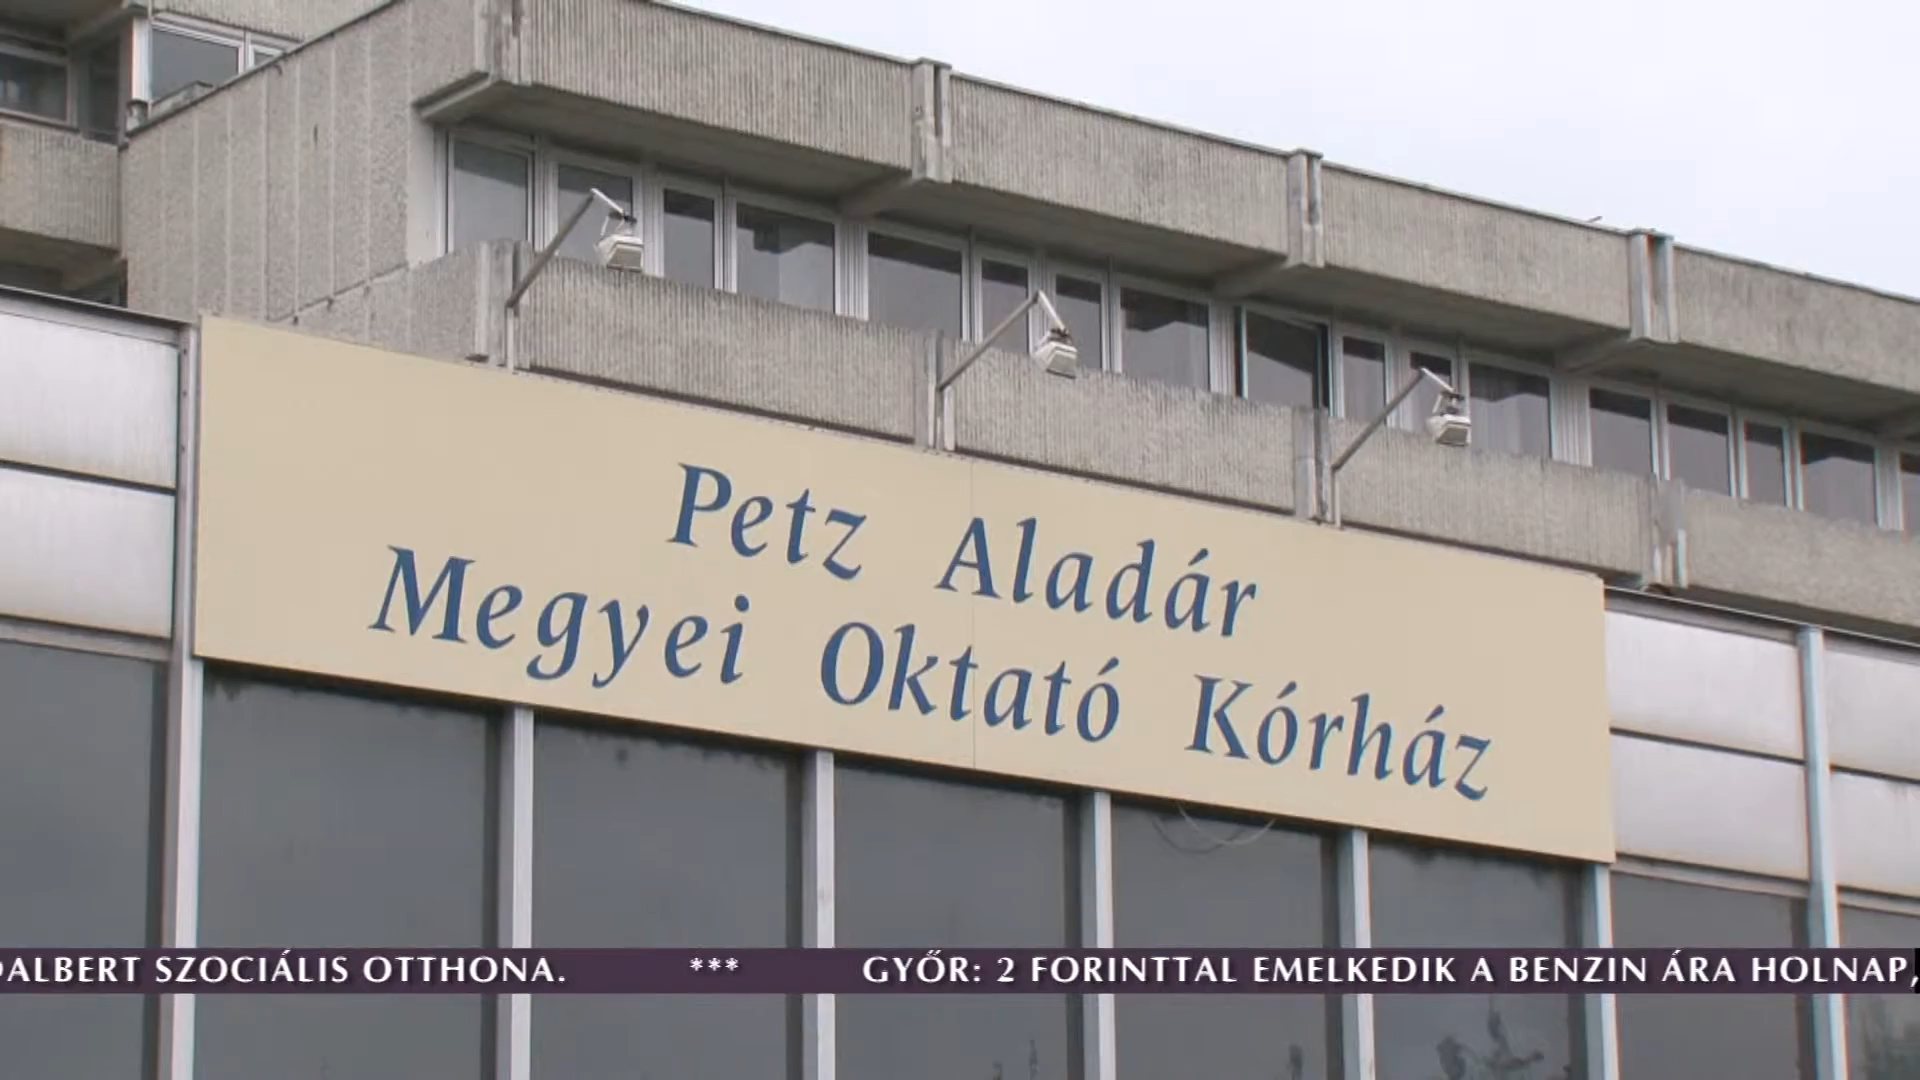 Petz Aladár
Megyei Oktató Kórház
DALBERT SZOCIÁLIS OTTHONA. *** GYŐR: 2 FORINTTAL EMELKEDIK A BENZIN ÁRA HOLNAP,